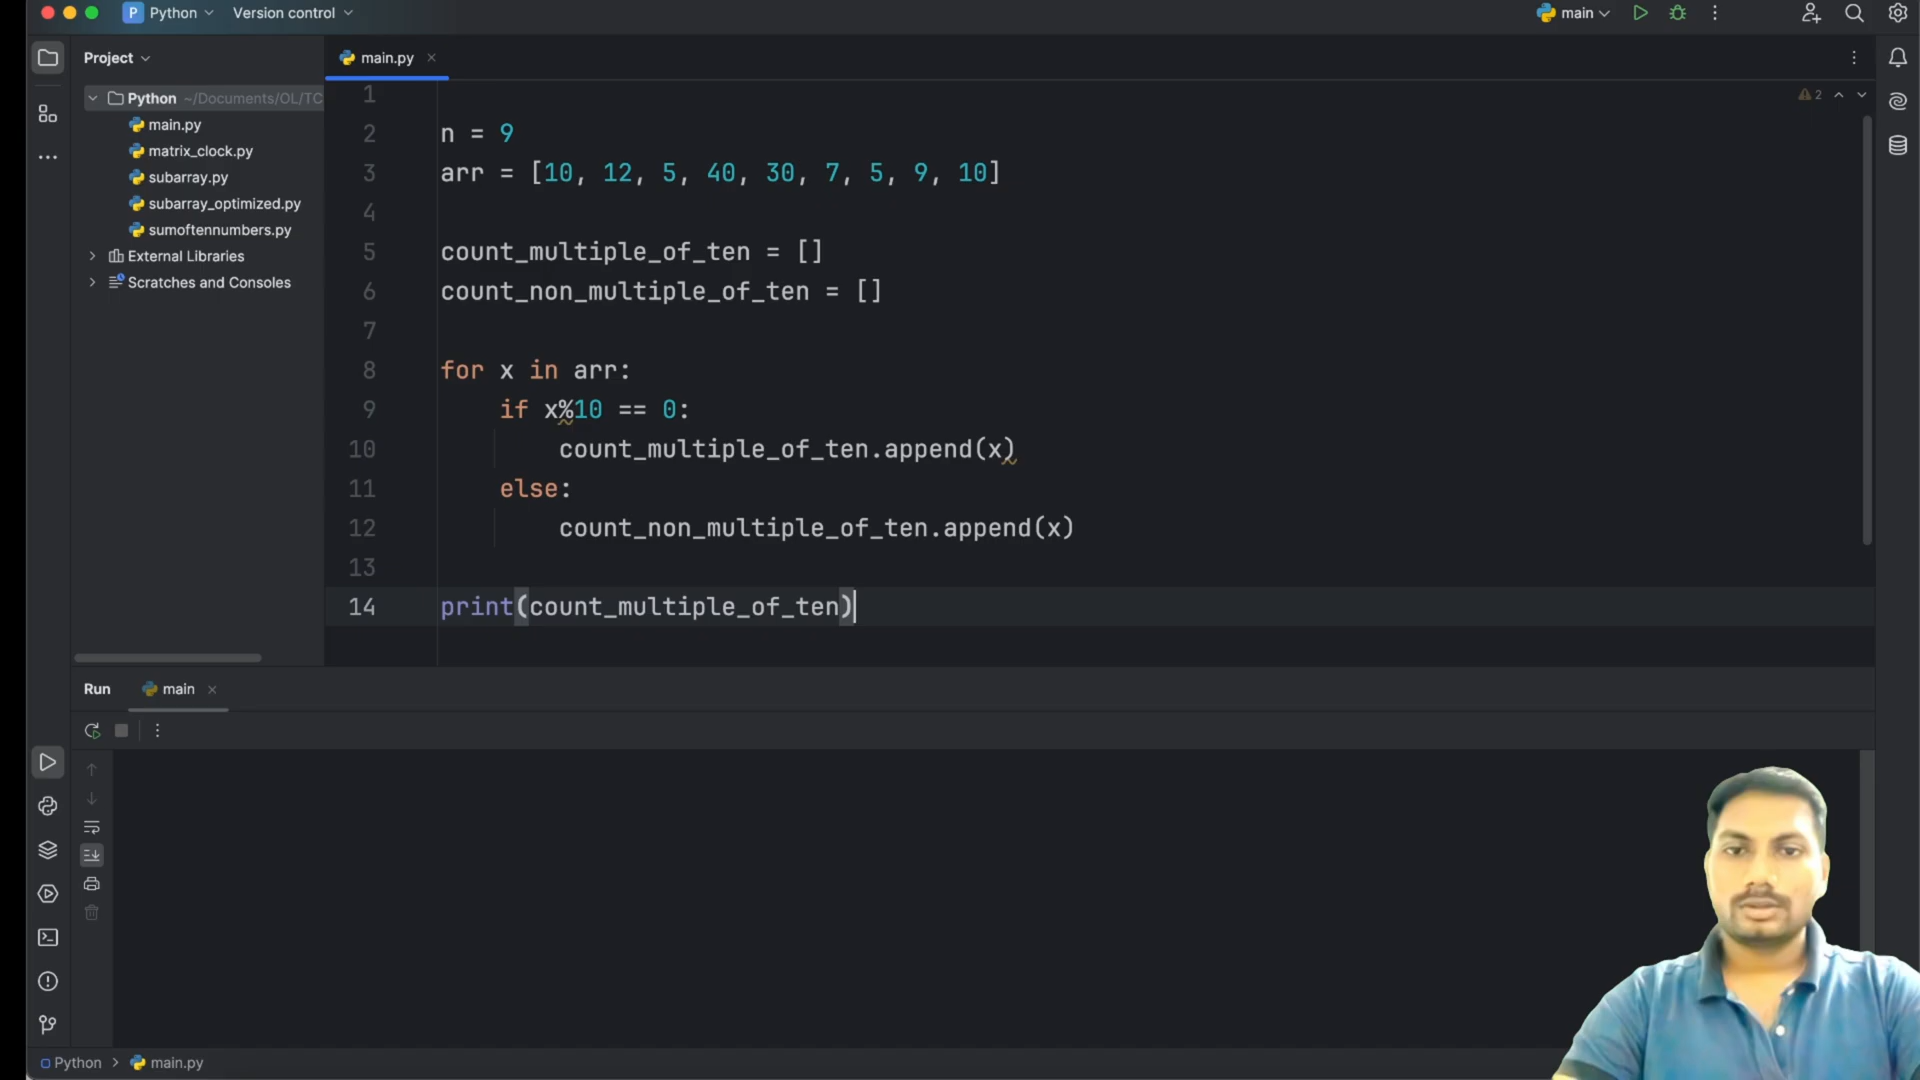 P Python Version control main
Project main.py
Python ~/Documents/OL/TC
main.py
matrix_clock.py
subarray.py
subarray_optimized.py
sumoftennumbers.py
External Libraries
Scratches and Consoles
2
1
2 n = 9
3 arr = [10, 12, 5, 40, 30, 7, 5, 9, 10]
4
5 count_multiple_of_ten = []
6 count_non_multiple_of_ten = []
7
8 for x in arr:
9 if x%10 == 0:
10 count_multiple_of_ten.append(x)
11 else:
12 count_non_multiple_of_ten.append(x)
13
14 print(count_multiple_of_ten)
Run main
Python > main.py